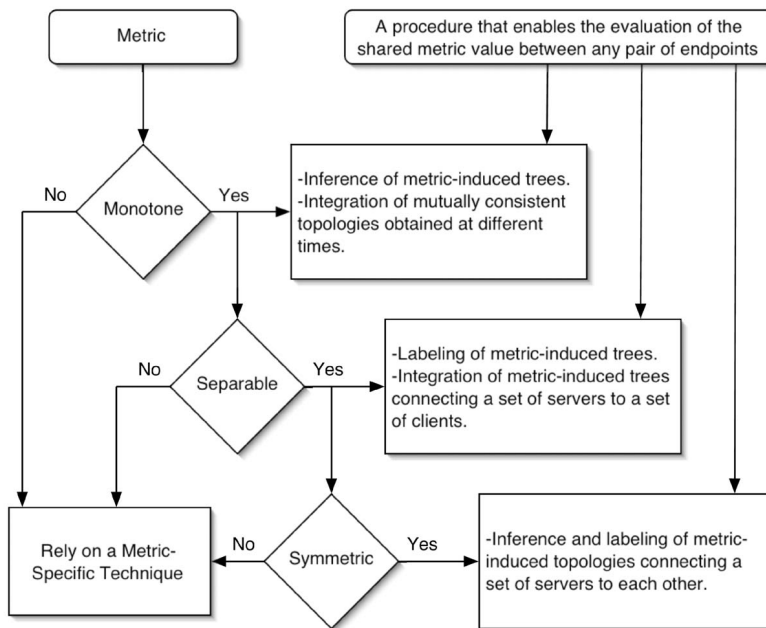 Metric
A procedure that enables the evaluation of the
shared metric value between any pair of endpoints
No
Monotone
Yes
-Inference of metric-induced trees.
-Integration of mutually consistent
topologies obtained at different
times.
No
Separable
Yes
-Labeling of metric-induced trees.
-Integration of metric-induced trees
connecting a set of servers to a set
of clients.
Rely on a Metric-
Specific Technique
No
Symmetric
Yes
-Inference and labeling of metric-
induced topologies connecting a
set of servers to each other.